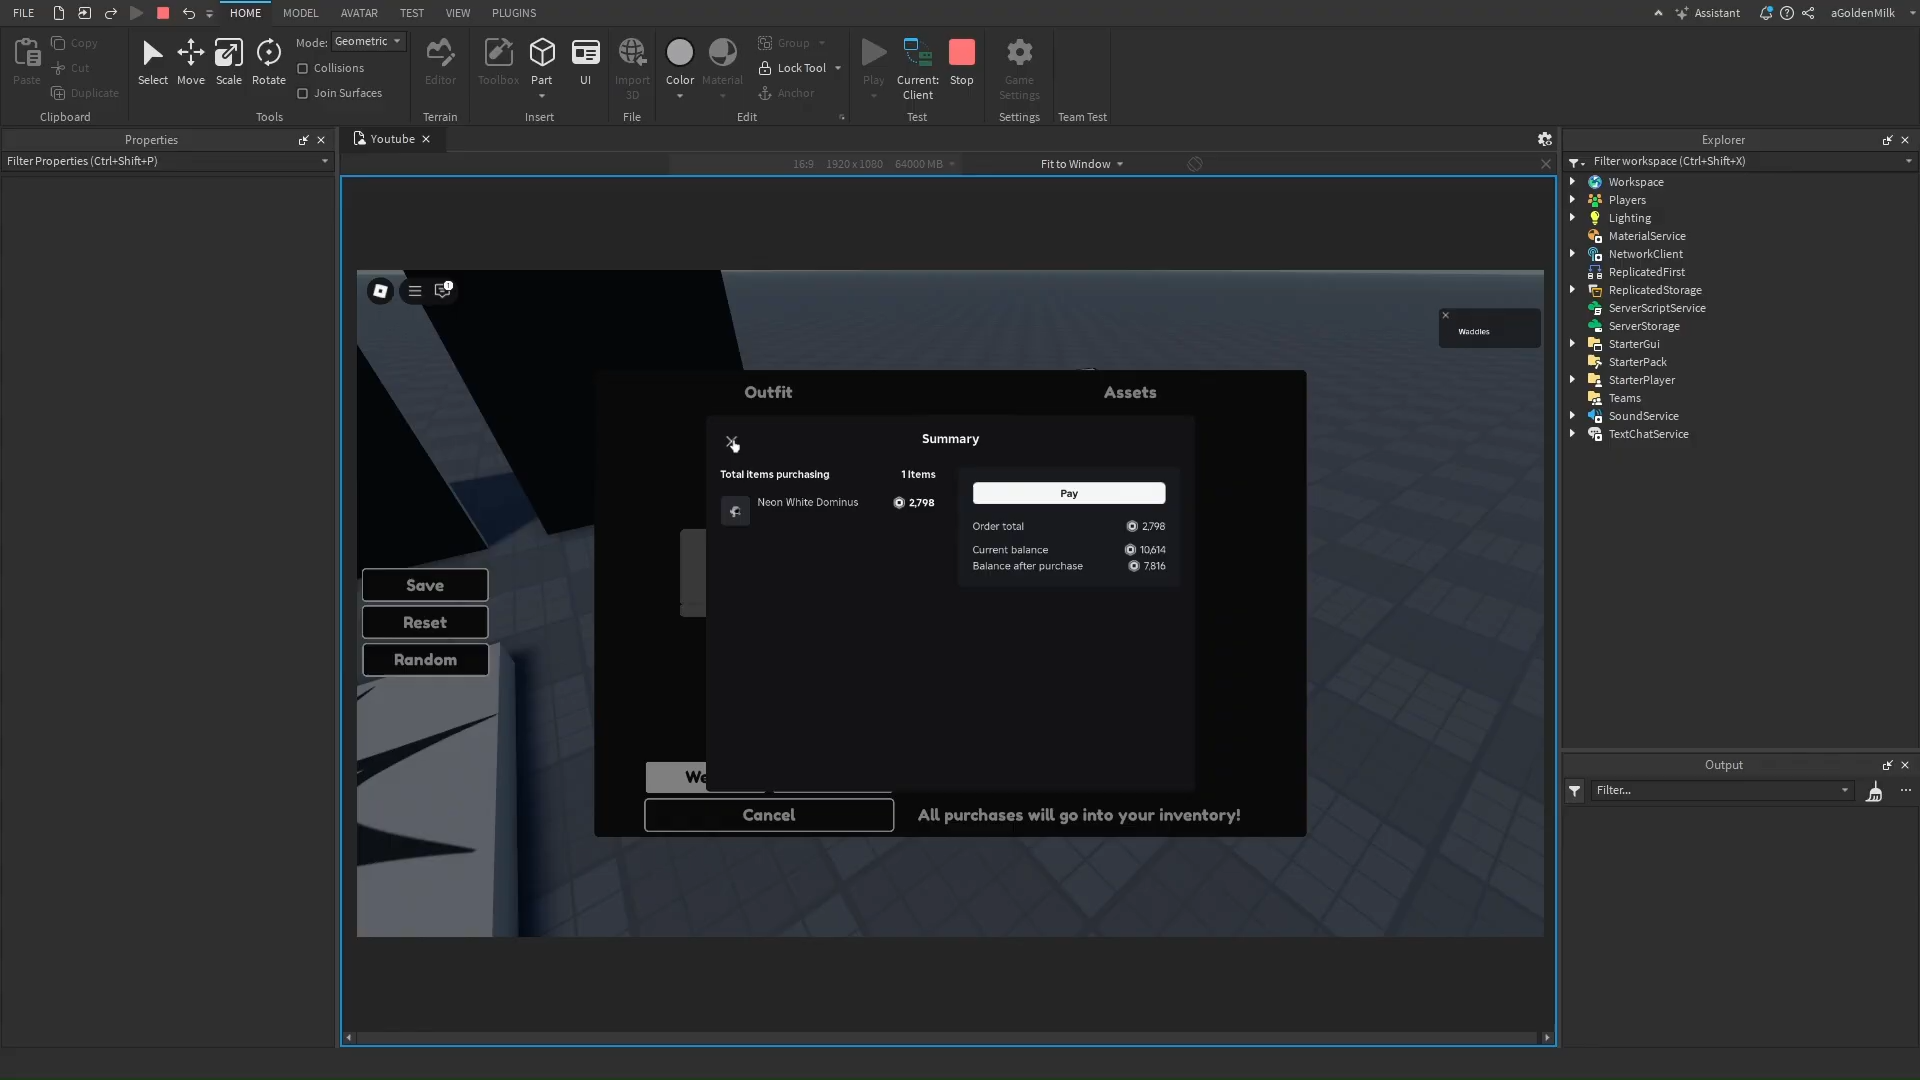 FILE
HOME
MODEL
AVATAR
TEST
VIEW
PLUGINS
Assistant
aGoldenMilk
Paste
Copy
Cut
Duplicate
Clipboard
Select
Move
Scale
Rotate
Mode: Geometric
Collisions
Join Surfaces
Tools
Editor
Terrain
Toolbox
Part
UI
Insert
Import
3D
File
Color
Material
Group
Lock Tool
Anchor
Edit
Play
Current:
Client
Stop
Test
Game
Settings
Settings
Team Test
Properties
Filter Properties (Ctrl+Shift+P)
Youtube
16:9 1920 x 1080 64000 MB
Fit to Window
1
Waddles
Outfit
Assets
Summary
Total items purchasing 1 Items
Neon White Dominus 2,798
Pay
Order total 2,798
Current balance 10,614
Balance after purchase 7,816
Save
Reset
Random
We
Cancel
All purchases will go into your inventory!
Explorer
Filter workspace (Ctrl+Shift+X)
Workspace
Players
Lighting
MaterialService
NetworkClient
ReplicatedFirst
ReplicatedStorage
ServerScriptService
ServerStorage
StarterGui
StarterPack
StarterPlayer
Teams
SoundService
TextChatService
Output
Filter...